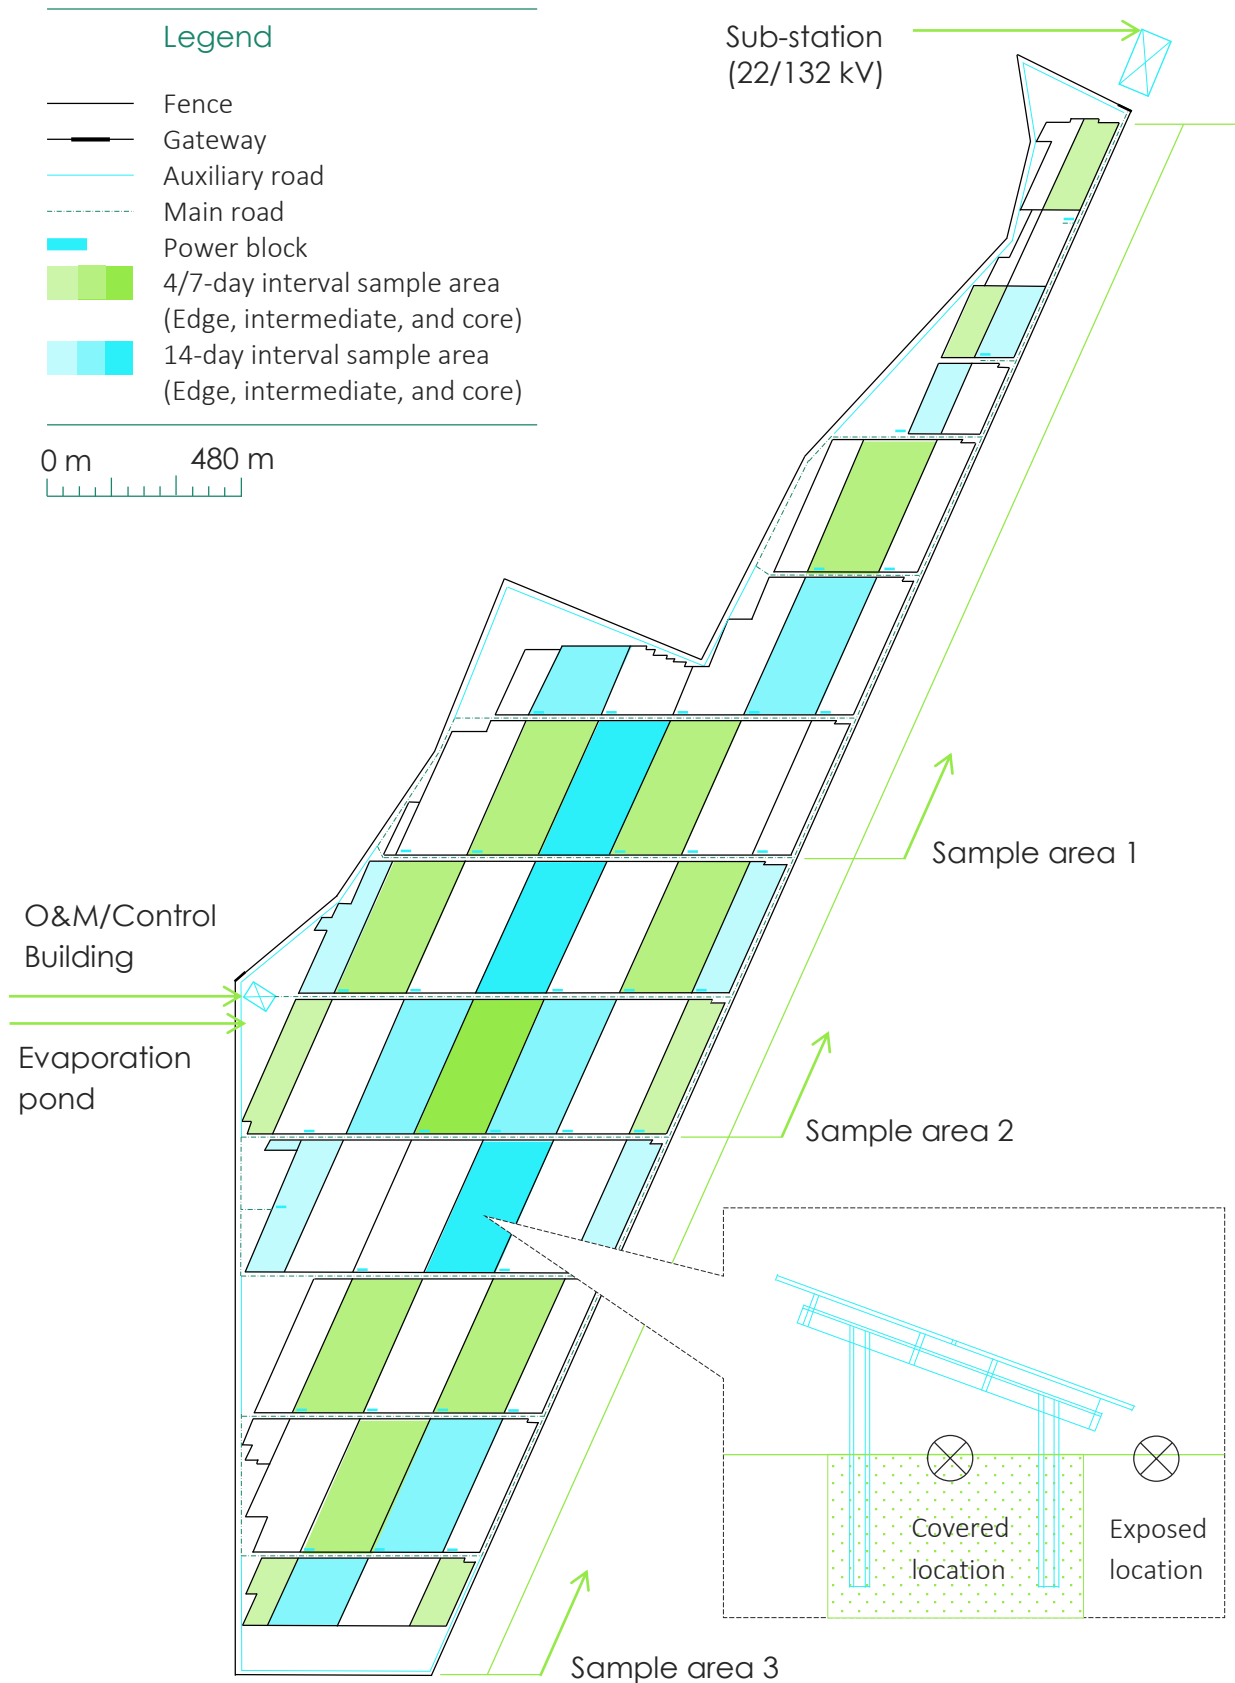 Legend
Fence
Gateway
Auxiliary road
Main road
Power block
4/7-day interval sample area
(Edge, intermediate, and core)
14-day interval sample area
(Edge, intermediate, and core)
0 m 480 m
Sub-station
(22/132 kV)
Sample area 1
O&M/Control
Building
Evaporation
pond
Sample area 2
Covered
location
Exposed
location
Sample area 3